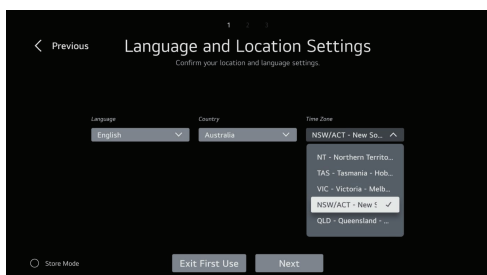 1 2 3
Previous
Language and Location Settings
Confirm your location and language settings.
Language Country Time Zone
English Australia NSW/ACT - New So...
NT - Northern Territo...
TAS - Tasmania - Hob...
VIC - Victoria - Melb...
NSW/ACT - New S
QLD - Queensland - ...
Store Mode Exit First Use Next